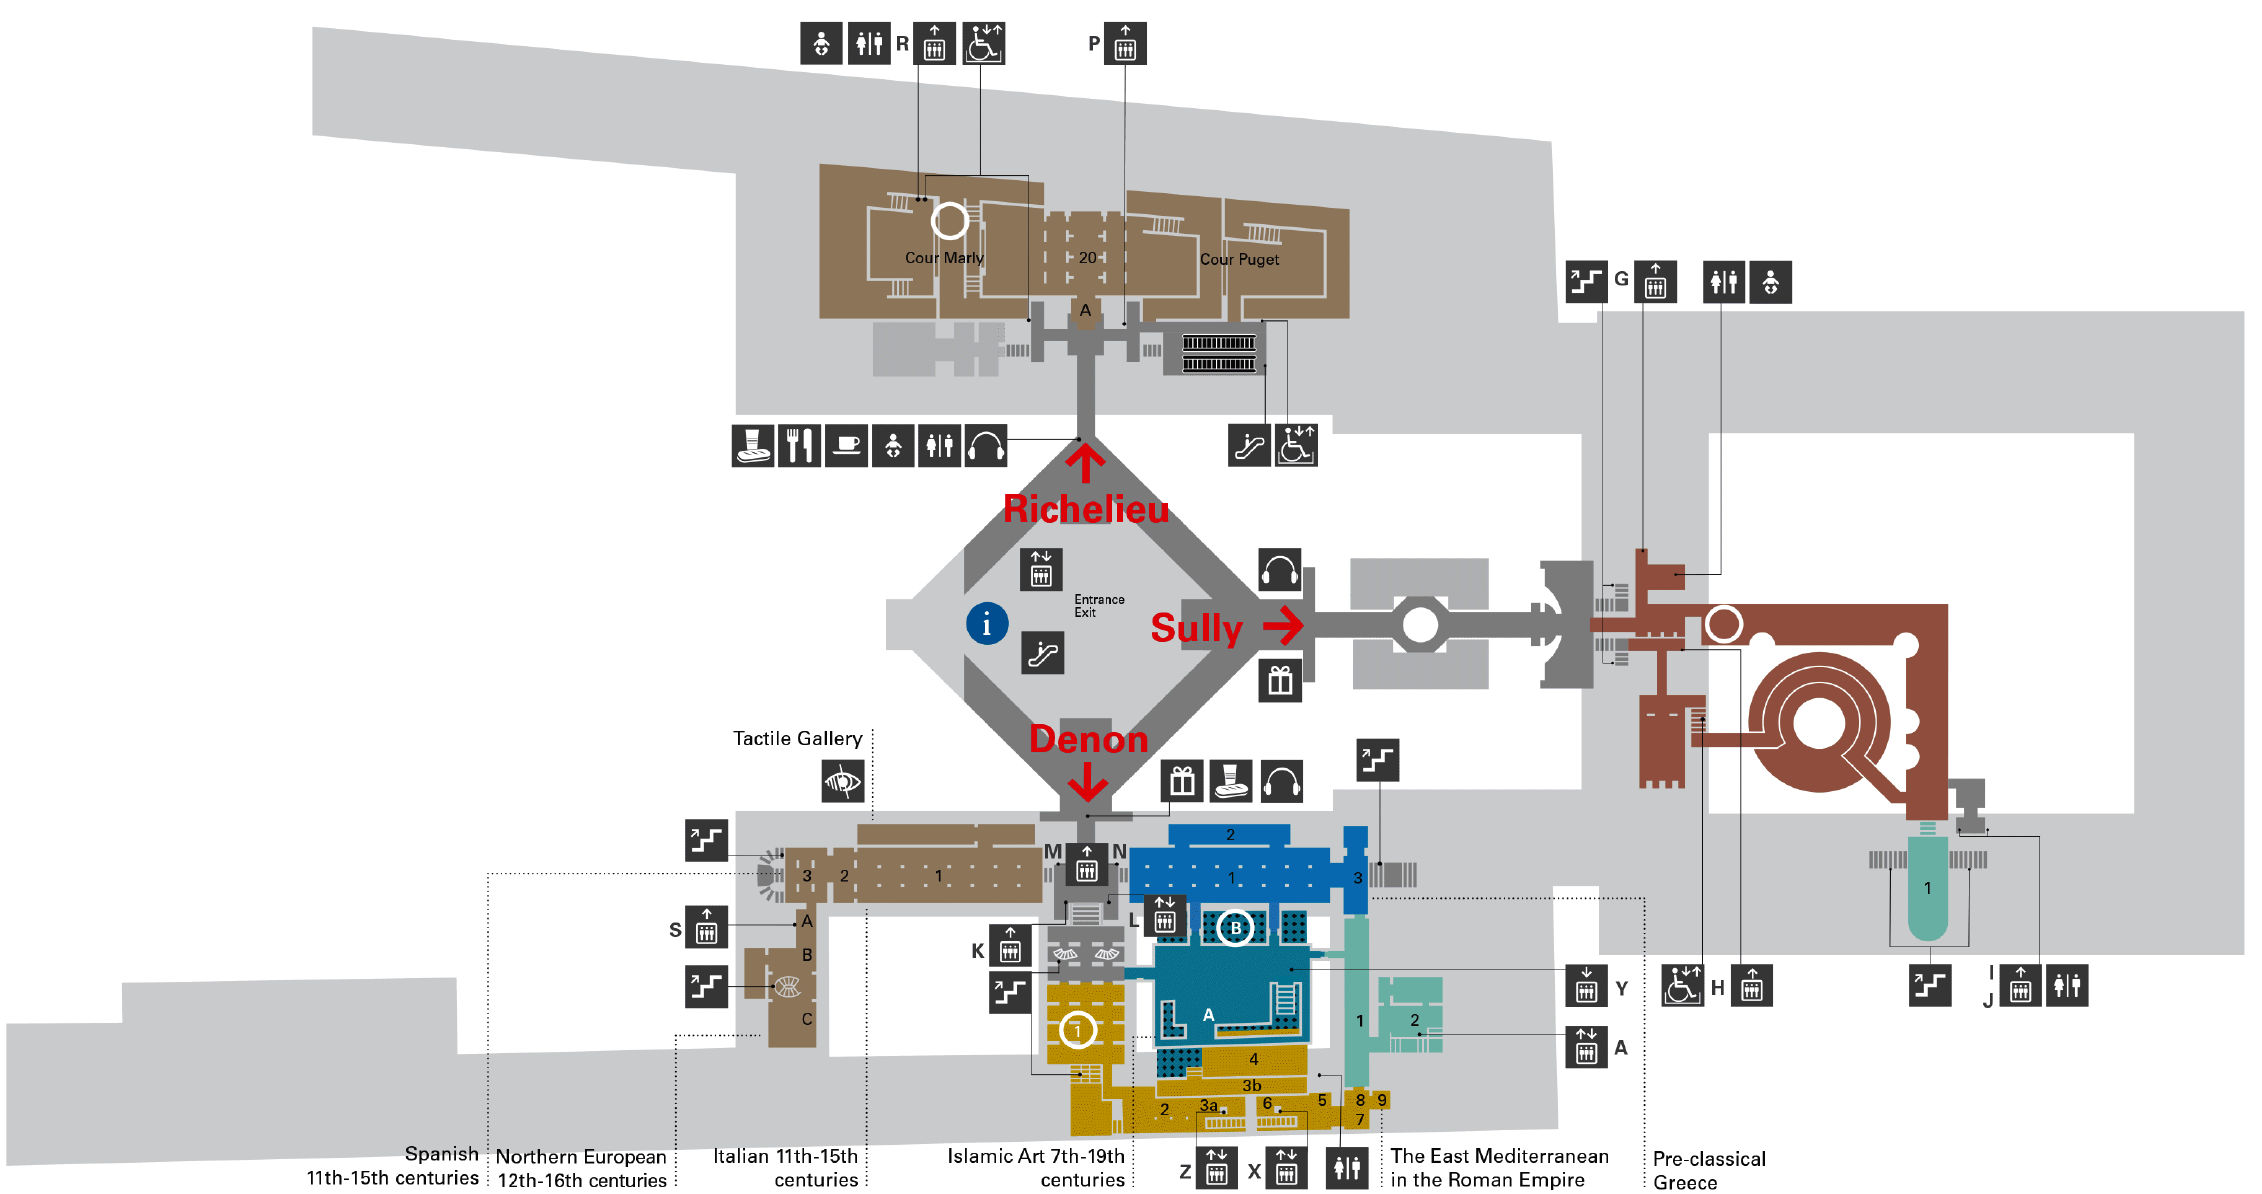 R
P
Cour Marly
20
Cour Puget
A
G
Richelieu
Entrance
Exit
i
Sully
Denon
Tactile Gallery
M
N
2
3
2
1
1
3
1
A
S
L
B
B
K
C
1
A
1
2
Y
H
I
J
A
4
3b
2
3a
6
5
8
9
7
Z
X
Spanish
11th-15th centuries
Northern European
12th-16th centuries
Italian 11th-15th
centuries
Islamic Art 7th-19th
centuries
The East Mediterranean
in the Roman Empire
Pre-classical
Greece